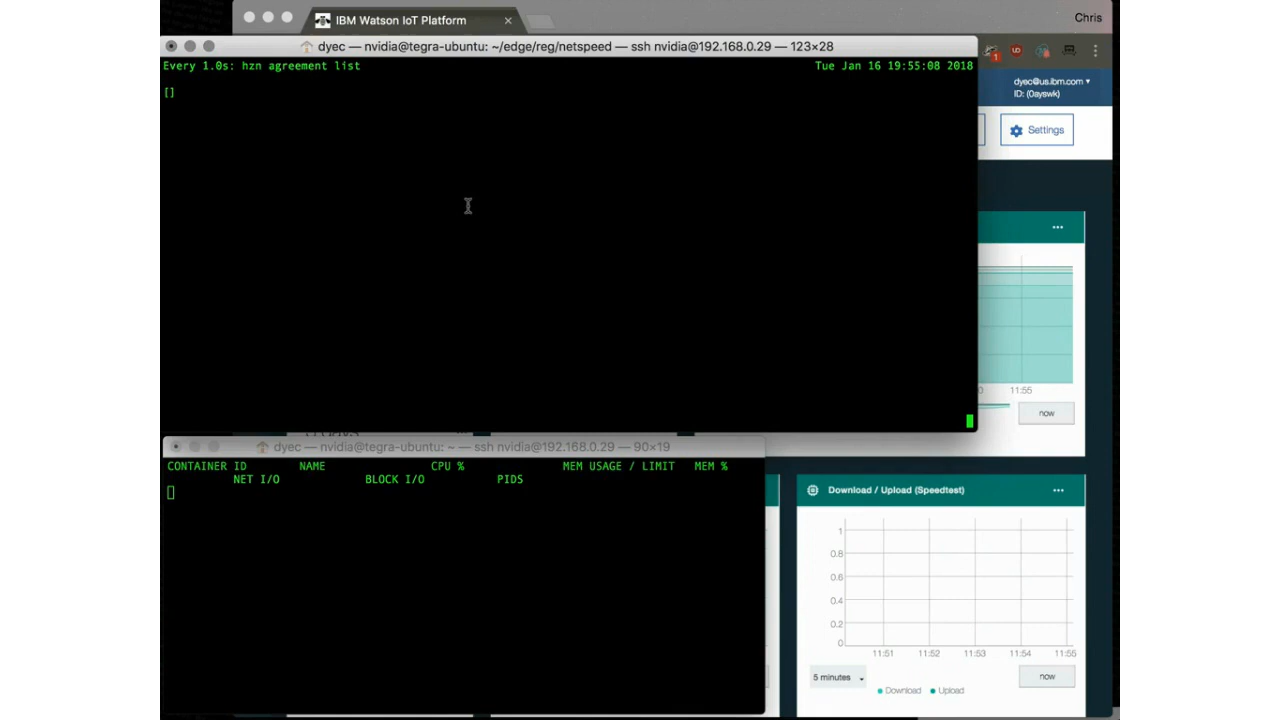 IBM Watson IoT Platform
Chris
dyec — nvidia@tegra-ubuntu: ~/edge/reg/netspeed — ssh nvidia@192.168.0.29 — 123×28
Every 1.0s: hzn agreement list
Tue Jan 16 19:55:08 2018
[]
dyec@us.ibm.com
ID: (0ayswk)
Settings
11:55
now
dyec — nvidia@tegra-ubuntu: ~ — ssh nvidia@192.168.0.29 — 90×19
CONTAINER ID NAME CPU % MEM USAGE / LIMIT MEM %
NET I/O BLOCK I/O PIDS
Download / Upload (Speedtest)
1
0.8
0.6
0.4
0.2
0
11:51 11:52 11:53 11:54 11:55
5 minutes
now
Download Upload